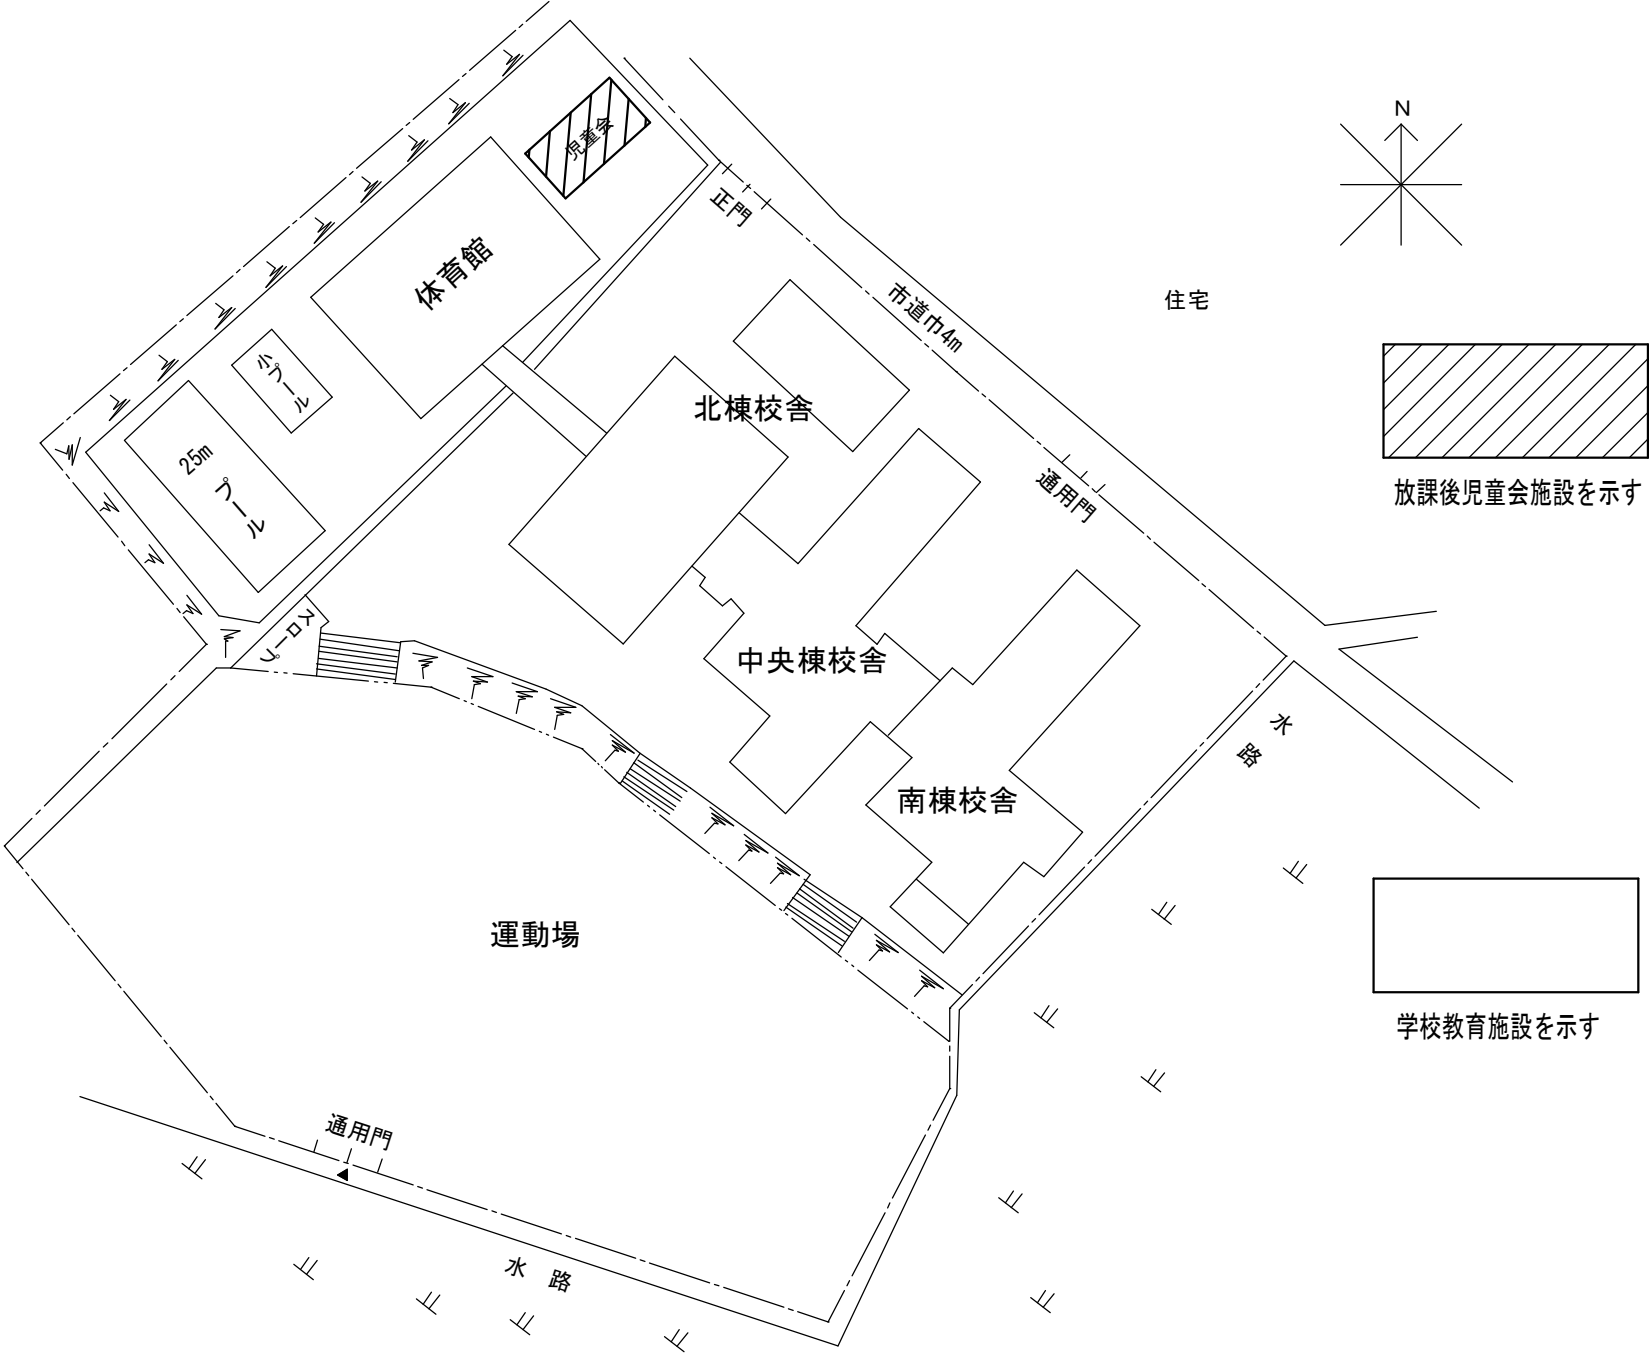 N
児童会
正門
体育館
市道巾4m
住宅
小プール
北棟校舎
25m
プール
通用門
放課後児童会施設を示す
スロープ
中央棟校舎
水路
南棟校舎
運動場
学校教育施設を示す
通用門
水路